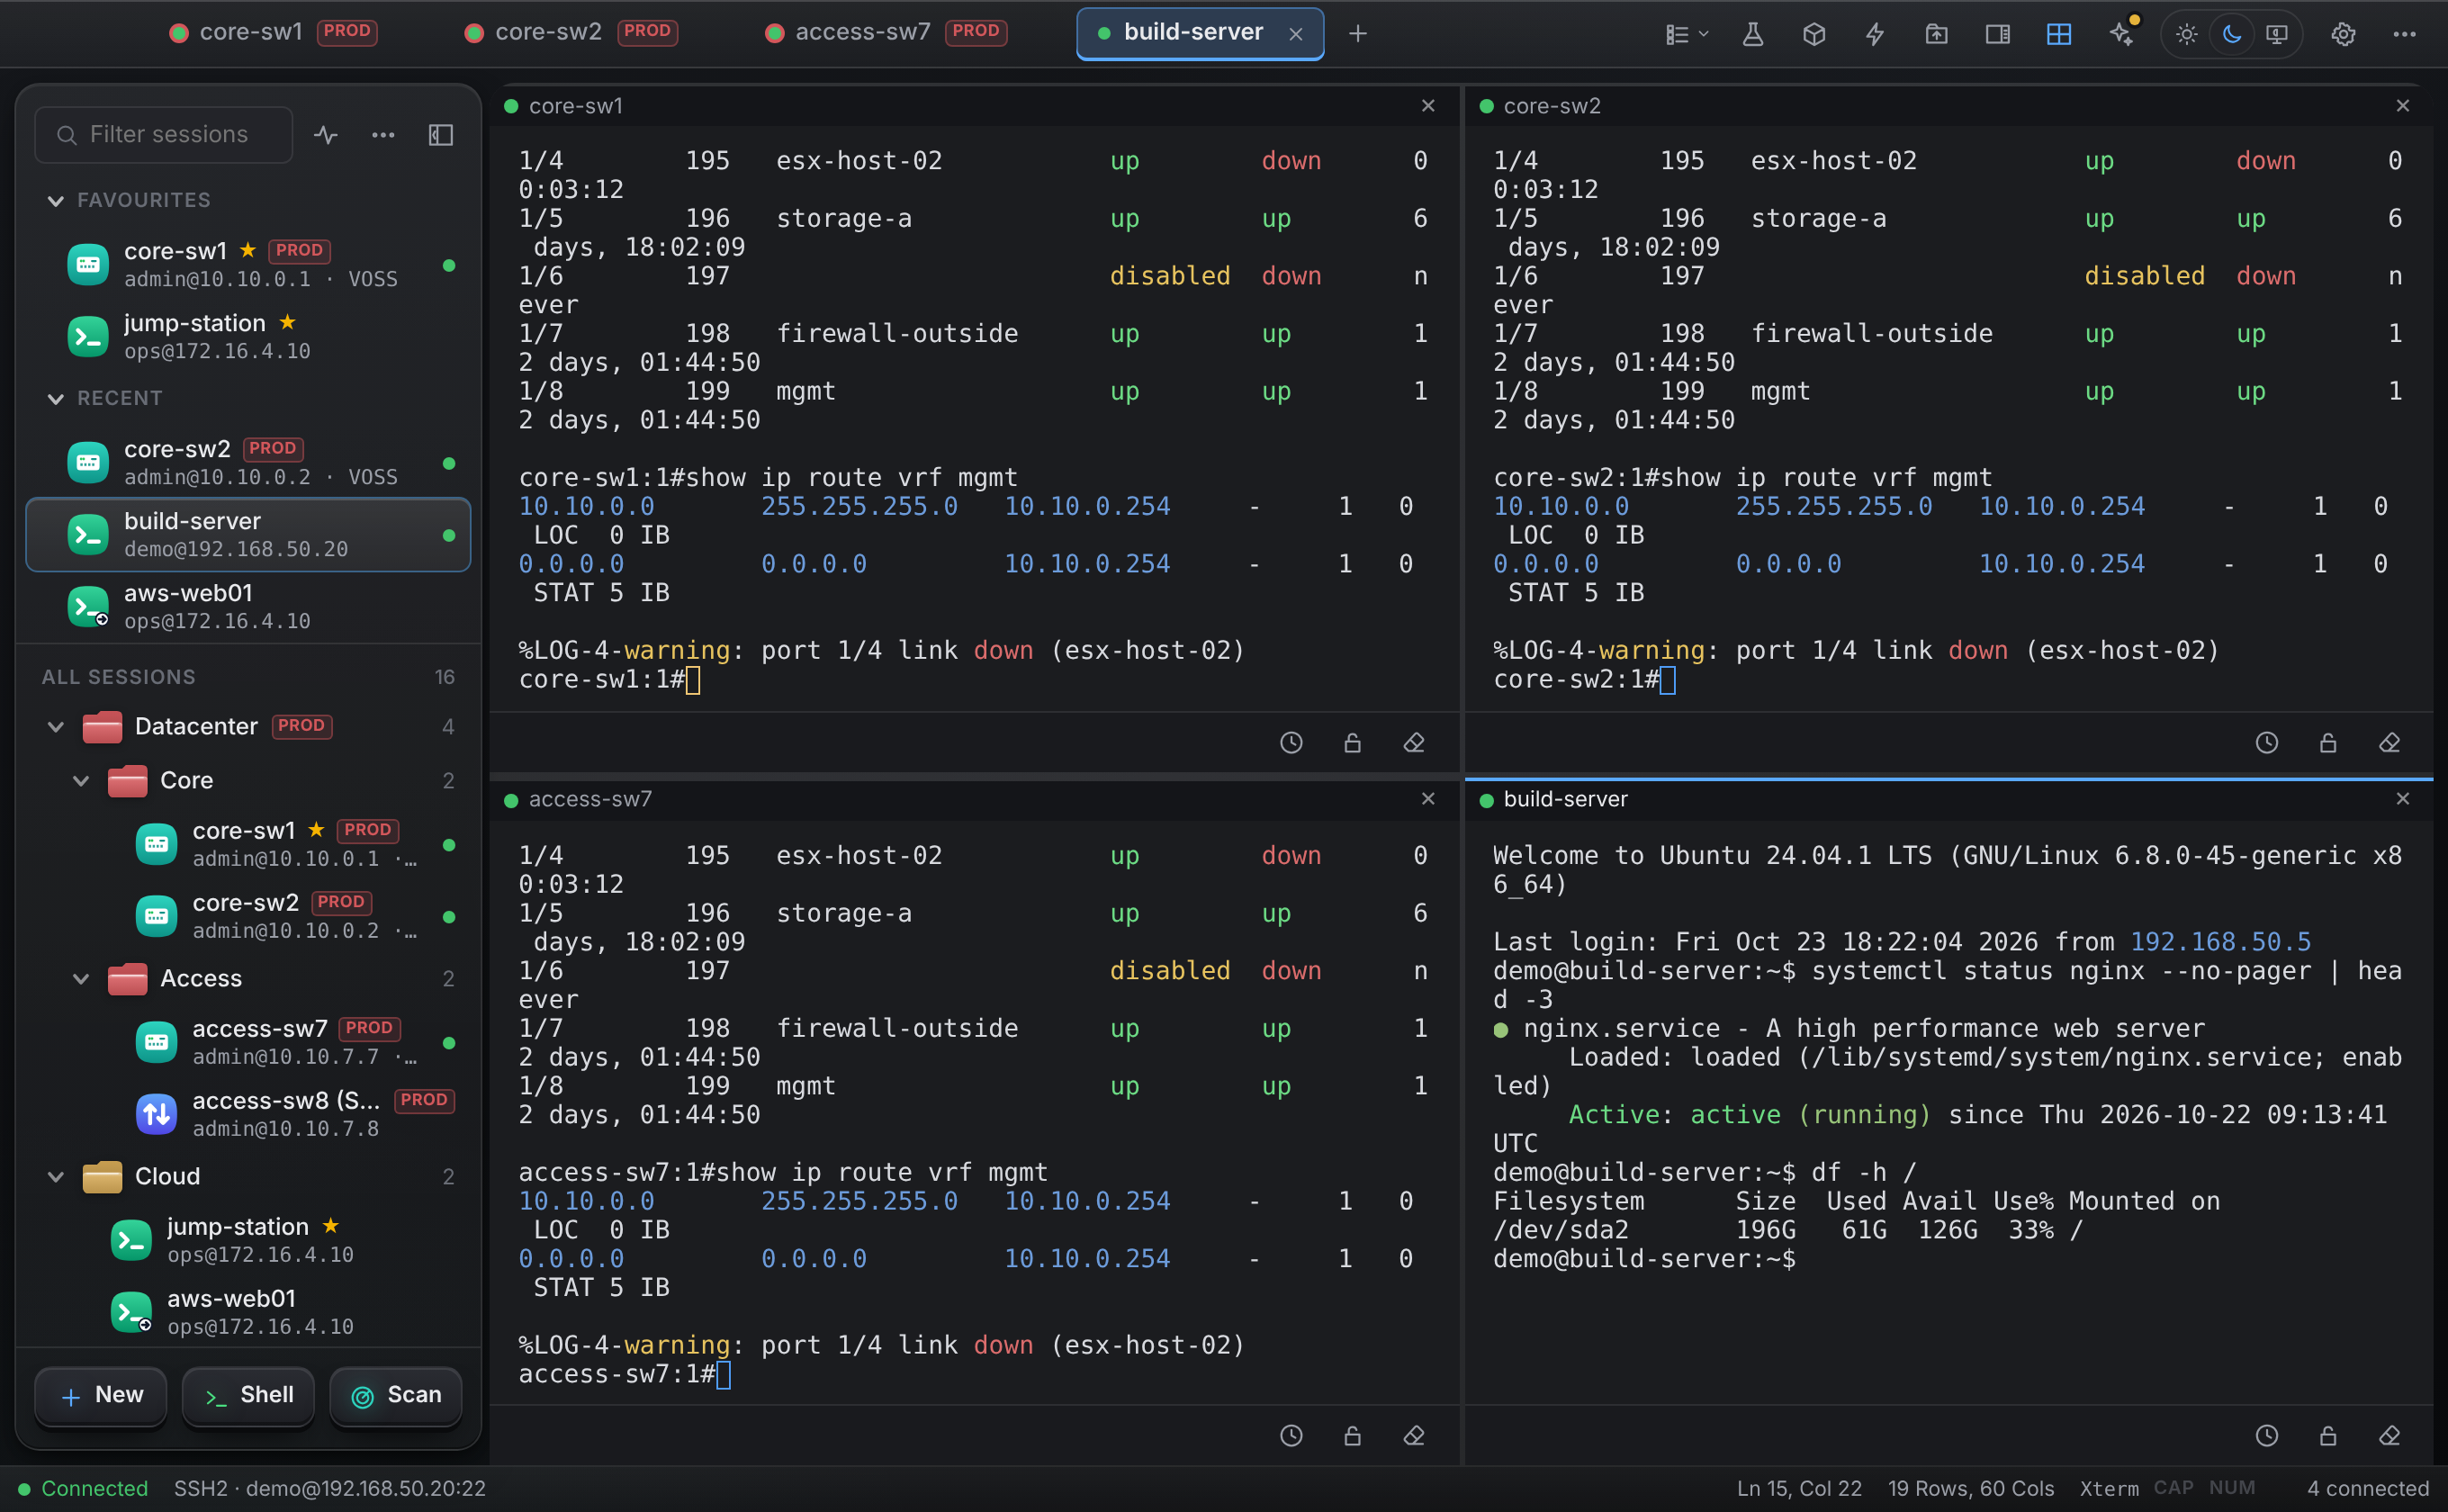 core-sw1 PROD core-sw2 PROD access-sw7 PROD build-server
Filter sessions
FAVOURITES
core-sw1 PROD
admin@10.10.0.1 · VOSS
jump-station
ops@172.16.4.10
RECENT
core-sw2 PROD
admin@10.10.0.2 · VOSS
build-server
demo@192.168.50.20
aws-web01
ops@172.16.4.10
ALL SESSIONS 16
Datacenter PROD 4
Core 2
core-sw1 PROD
admin@10.10.0.1 ·…
core-sw2 PROD
admin@10.10.0.2 ·…
Access 2
access-sw7 PROD
admin@10.10.7.7 ·…
access-sw8 (S… PROD
admin@10.10.7.8
Cloud 2
jump-station
ops@172.16.4.10
aws-web01
ops@172.16.4.10
New Shell Scan
core-sw1
1/4 195 esx-host-02 up down 0
0:03:12
1/5 196 storage-a up up 6
days, 18:02:09
1/6 197 disabled down n
ever
1/7 198 firewall-outside up up 1
2 days, 01:44:50
1/8 199 mgmt up up 1
2 days, 01:44:50
core-sw1:1#show ip route vrf mgmt
10.10.0.0 255.255.255.0 10.10.0.254 - 1 0
LOC 0 IB
0.0.0.0 0.0.0.0 10.10.0.254 - 1 0
STAT 5 IB
%LOG-4-warning: port 1/4 link down (esx-host-02)
core-sw1:1#
core-sw2
1/4 195 esx-host-02 up down 0
0:03:12
1/5 196 storage-a up up 6
days, 18:02:09
1/6 197 disabled down n
ever
1/7 198 firewall-outside up up 1
2 days, 01:44:50
1/8 199 mgmt up up 1
2 days, 01:44:50
core-sw2:1#show ip route vrf mgmt
10.10.0.0 255.255.255.0 10.10.0.254 - 1 0
LOC 0 IB
0.0.0.0 0.0.0.0 10.10.0.254 - 1 0
STAT 5 IB
%LOG-4-warning: port 1/4 link down (esx-host-02)
core-sw2:1#
access-sw7
1/4 195 esx-host-02 up down 0
0:03:12
1/5 196 storage-a up up 6
days, 18:02:09
1/6 197 disabled down n
ever
1/7 198 firewall-outside up up 1
2 days, 01:44:50
1/8 199 mgmt up up 1
2 days, 01:44:50
access-sw7:1#show ip route vrf mgmt
10.10.0.0 255.255.255.0 10.10.0.254 - 1 0
LOC 0 IB
0.0.0.0 0.0.0.0 10.10.0.254 - 1 0
STAT 5 IB
%LOG-4-warning: port 1/4 link down (esx-host-02)
access-sw7:1#
build-server
Welcome to Ubuntu 24.04.1 LTS (GNU/Linux 6.8.0-45-generic x8
6_64)
Last login: Fri Oct 23 18:22:04 2026 from 192.168.50.5
demo@build-server:~$ systemctl status nginx --no-pager | hea
d -3
● nginx.service - A high performance web server
Loaded: loaded (/lib/systemd/system/nginx.service; enab
led)
Active: active (running) since Thu 2026-10-22 09:13:41
UTC
demo@build-server:~$ df -h /
Filesystem Size Used Avail Use% Mounted on
/dev/sda2 196G 61G 126G 33% /
demo@build-server:~$
Connected SSH2 · demo@192.168.50.20:22 Ln 15, Col 22 19 Rows, 60 Cols Xterm CAP NUM 4 connected